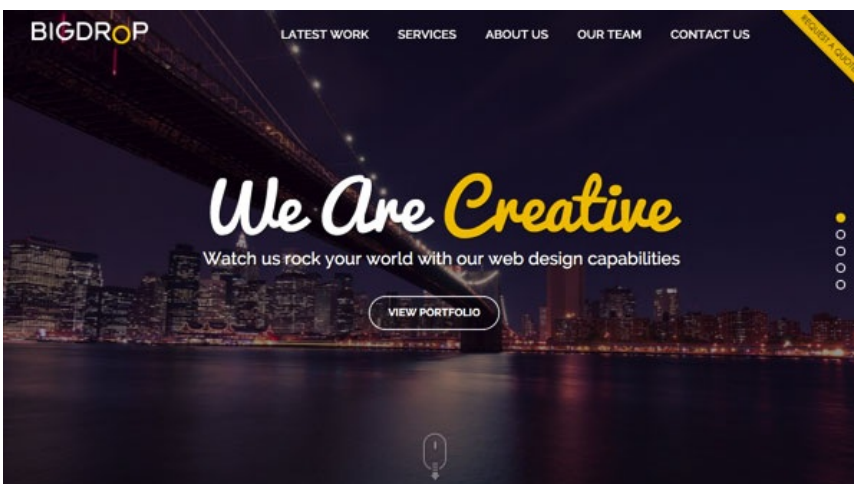 BIGDROP
LATEST WORK SERVICES ABOUT US OUR TEAM CONTACT US
REQUEST A QUOTE
We Are Creative
Watch us rock your world with our web design capabilities
VIEW PORTFOLIO